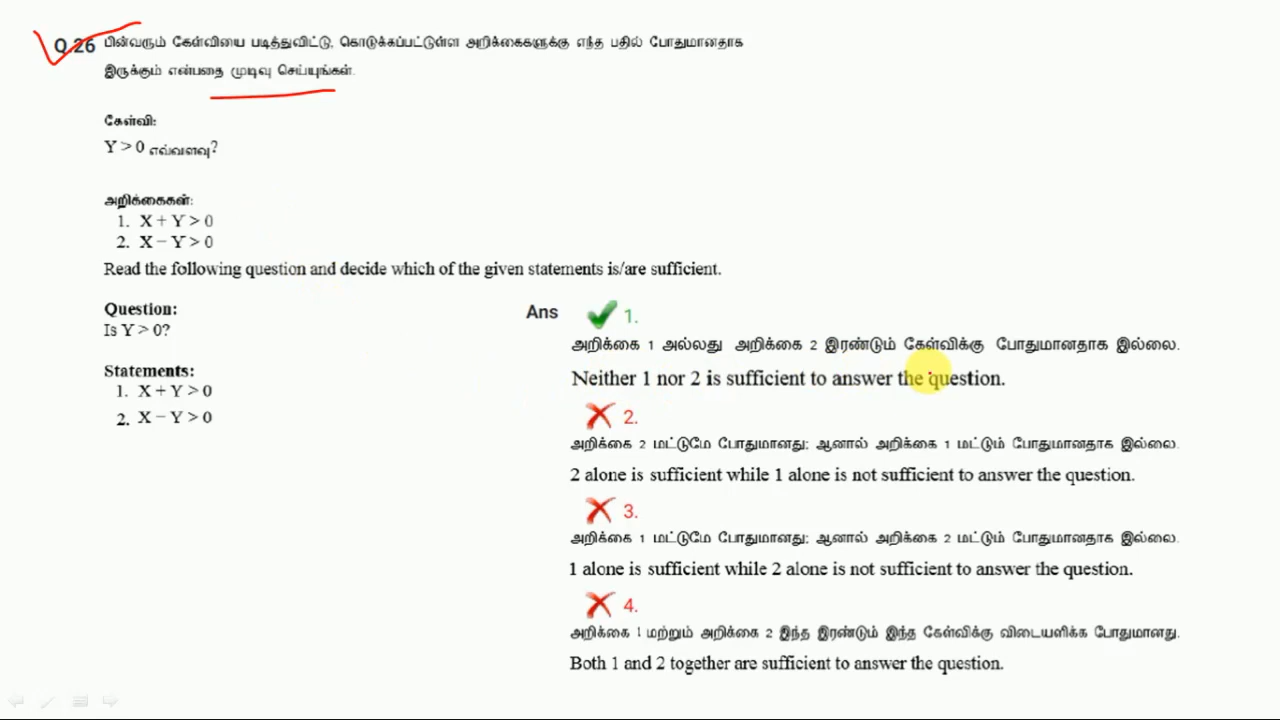 Q.26 பின்வரும் கேள்வியை படித்துவிட்டு, கொடுக்கப்பட்டுள்ள அறிக்கைகளுக்கு எந்த பதில் போதுமானதாக
இருக்கும் என்பதை முடிவு செய்யுங்கள்.
கேள்வி:
Y > 0 எவ்வளவு?
அறிக்கைகள்:
1. X + Y > 0
2. X − Y > 0
Read the following question and decide which of the given statements is/are sufficient.
Question:
Is Y > 0?
Statements:
1. X + Y > 0
2. X − Y > 0
Ans 1.
அறிக்கை 1 அல்லது அறிக்கை 2 இரண்டும் கேள்விக்கு போதுமானதாக இல்லை.
Neither 1 nor 2 is sufficient to answer the question.
2.
அறிக்கை 2 மட்டுமே போதுமானது; ஆனால் அறிக்கை 1 மட்டும் போதுமானதாக இல்லை.
2 alone is sufficient while 1 alone is not sufficient to answer the question.
3.
அறிக்கை 1 மட்டுமே போதுமானது; ஆனால் அறிக்கை 2 மட்டும் போதுமானதாக இல்லை.
1 alone is sufficient while 2 alone is not sufficient to answer the question.
4.
அறிக்கை 1 மற்றும் அறிக்கை 2 இந்த இரண்டும் இந்த கேள்விக்கு விடையளிக்க போதுமானது.
Both 1 and 2 together are sufficient to answer the question.